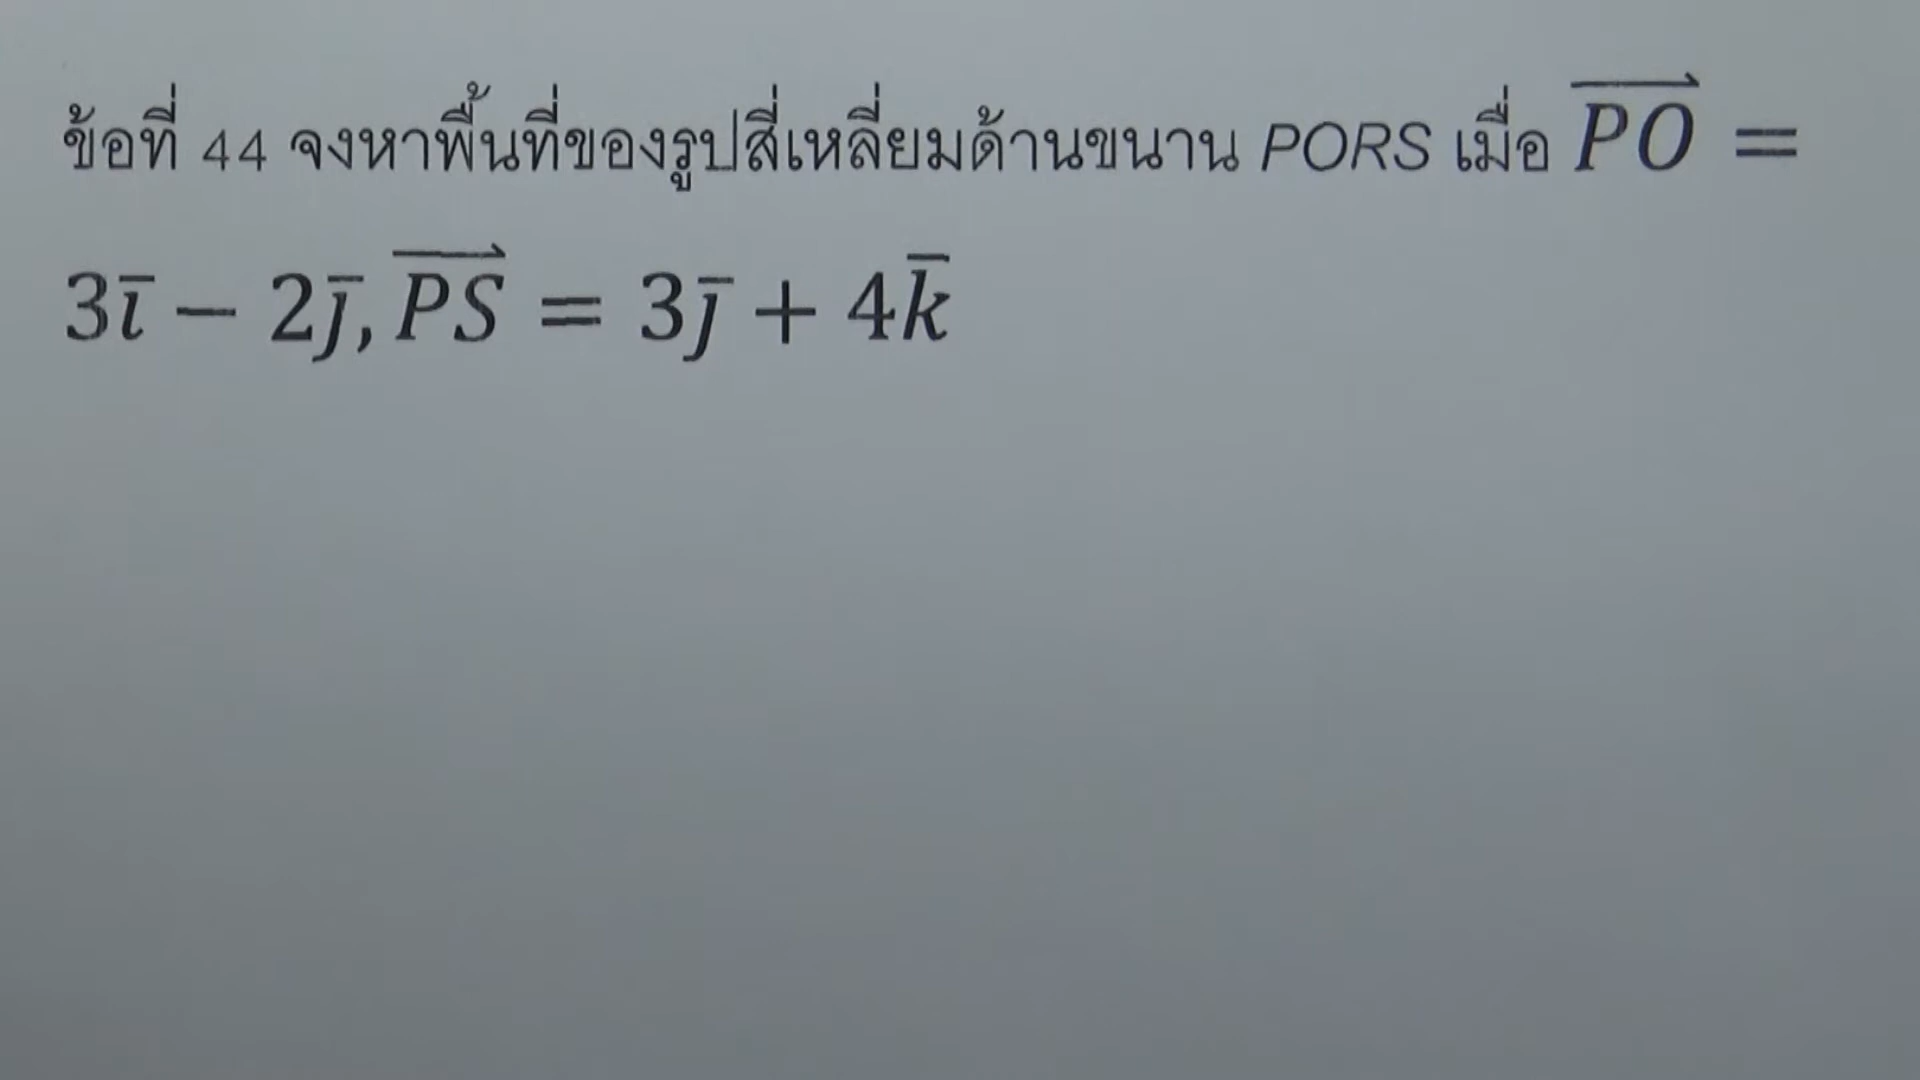 ข้อที่ 44 จงหาพื้นที่ของรูปสี่เหลี่ยมด้านขนาน PORS เมื่อ $\overrightarrow{PO}$ =
3$\bar{\imath}$ − 2$\bar{\jmath}$, $\overrightarrow{PS}$ = 3$\bar{\jmath}$ + 4$\bar{k}$